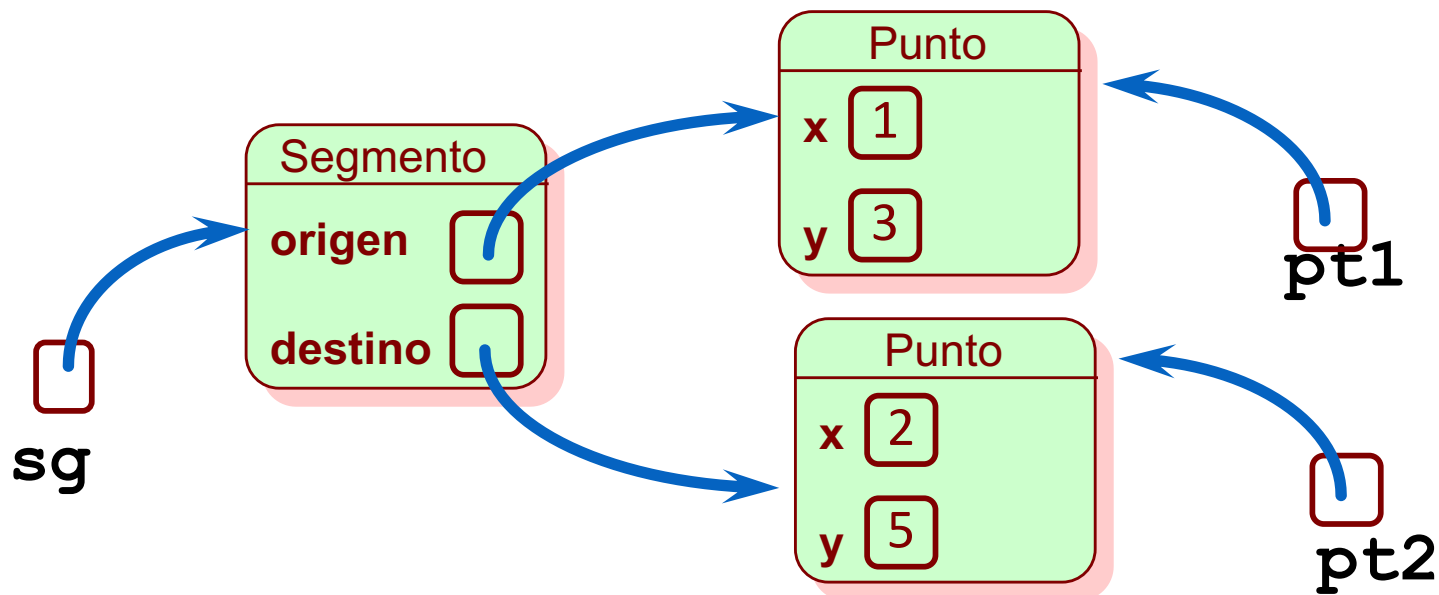 Segmento
origen
destino
sg
Punto
x 1
y 3
pt1
Punto
x 2
y 5
pt2